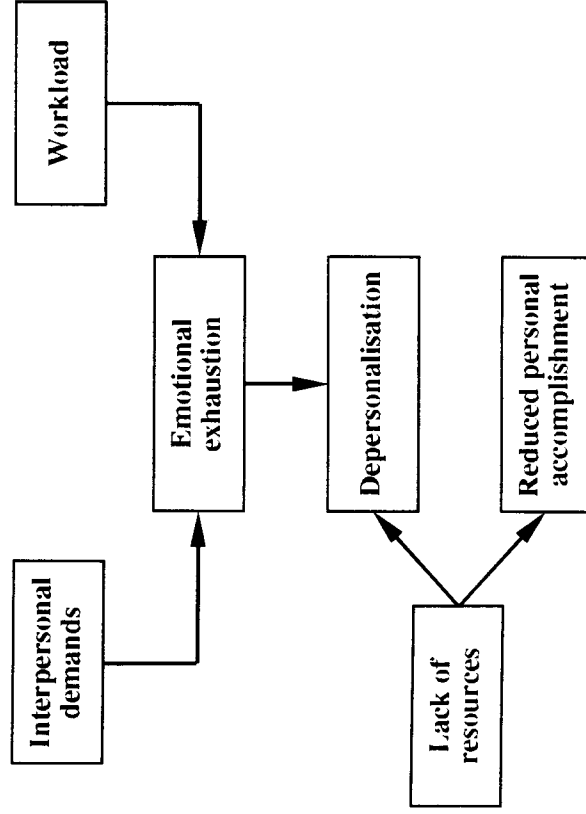 Interpersonal
demands
Workload
Emotional
exhaustion
Depersonalisation
Lack of
resources
Reduced personal
accomplishment